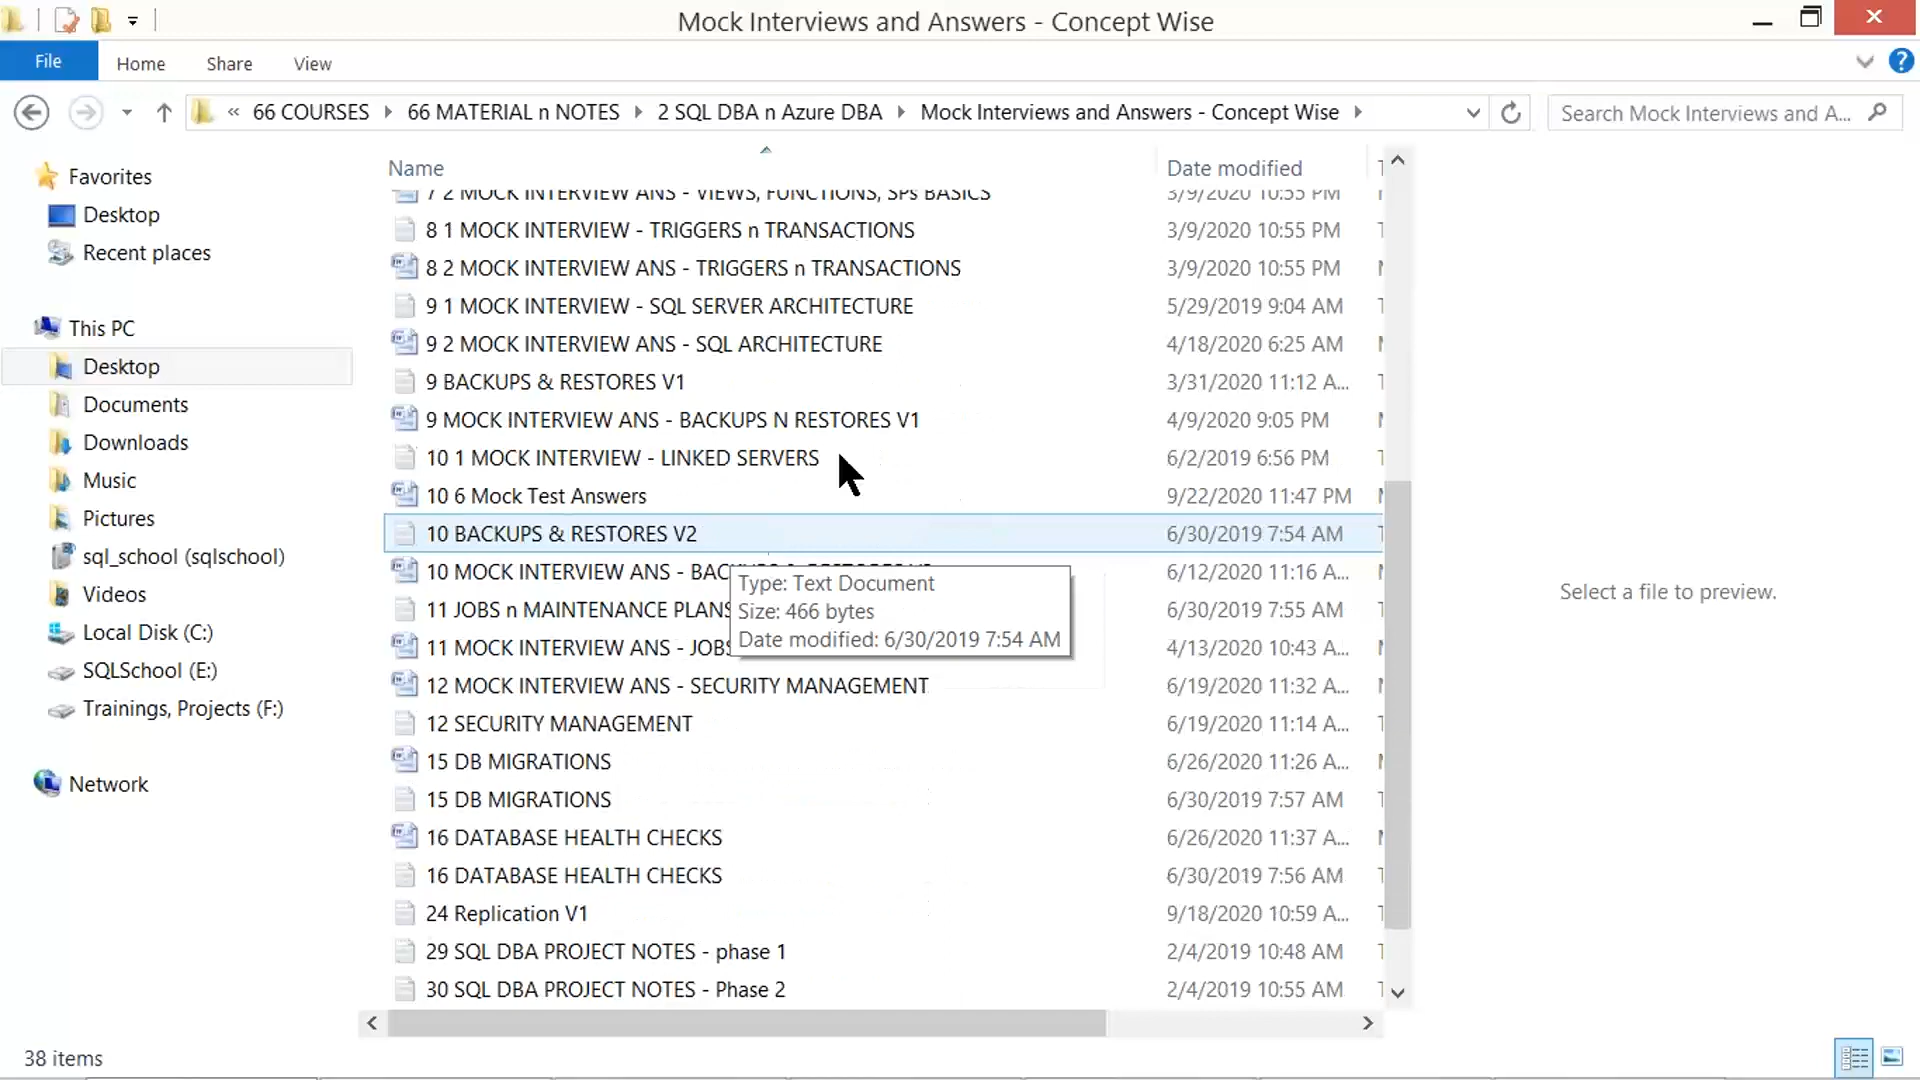 Mock Interviews and Answers - Concept Wise
File Home Share View
« 66 COURSES 66 MATERIAL n NOTES 2 SQL DBA n Azure DBA Mock Interviews and Answers - Concept Wise Search Mock Interviews and A...
Name Date modified T
7 2 MOCK INTERVIEW ANS - VIEWS, FUNCTIONS, SPs BASICS 3/9/2020 10:55 PM
8 1 MOCK INTERVIEW - TRIGGERS n TRANSACTIONS 3/9/2020 10:55 PM
8 2 MOCK INTERVIEW ANS - TRIGGERS n TRANSACTIONS 3/9/2020 10:55 PM
9 1 MOCK INTERVIEW - SQL SERVER ARCHITECTURE 5/29/2019 9:04 AM
9 2 MOCK INTERVIEW ANS - SQL ARCHITECTURE 4/18/2020 6:25 AM
9 BACKUPS & RESTORES V1 3/31/2020 11:12 A...
9 MOCK INTERVIEW ANS - BACKUPS N RESTORES V1 4/9/2020 9:05 PM
10 1 MOCK INTERVIEW - LINKED SERVERS 6/2/2019 6:56 PM
10 6 Mock Test Answers 9/22/2020 11:47 PM
10 BACKUPS & RESTORES V2 6/30/2019 7:54 AM
10 MOCK INTERVIEW ANS - 6/12/2020 11:16 A...
11 JOBS n MAINTENANCE PLANS 6/30/2019 7:55 AM
11 MOCK INTERVIEW ANS - JOBS 4/13/2020 10:43 A...
12 MOCK INTERVIEW ANS - SECURITY MANAGEMENT 6/19/2020 11:32 A...
12 SECURITY MANAGEMENT 6/19/2020 11:14 A...
15 DB MIGRATIONS 6/26/2020 11:26 A...
15 DB MIGRATIONS 6/30/2019 7:57 AM
16 DATABASE HEALTH CHECKS 6/26/2020 11:37 A...
16 DATABASE HEALTH CHECKS 6/30/2019 7:56 AM
24 Replication V1 9/18/2020 10:59 A...
29 SQL DBA PROJECT NOTES - phase 1 2/4/2019 10:48 AM
30 SQL DBA PROJECT NOTES - Phase 2 2/4/2019 10:55 AM
Type: Text Document
Size: 466 bytes
Date modified: 6/30/2019 7:54 AM
Favorites
Desktop
Recent places
This PC
Desktop
Documents
Downloads
Music
Pictures
sql_school (sqlschool)
Videos
Local Disk (C:)
SQLSchool (E:)
Trainings, Projects (F:)
Network
Select a file to preview.
38 items